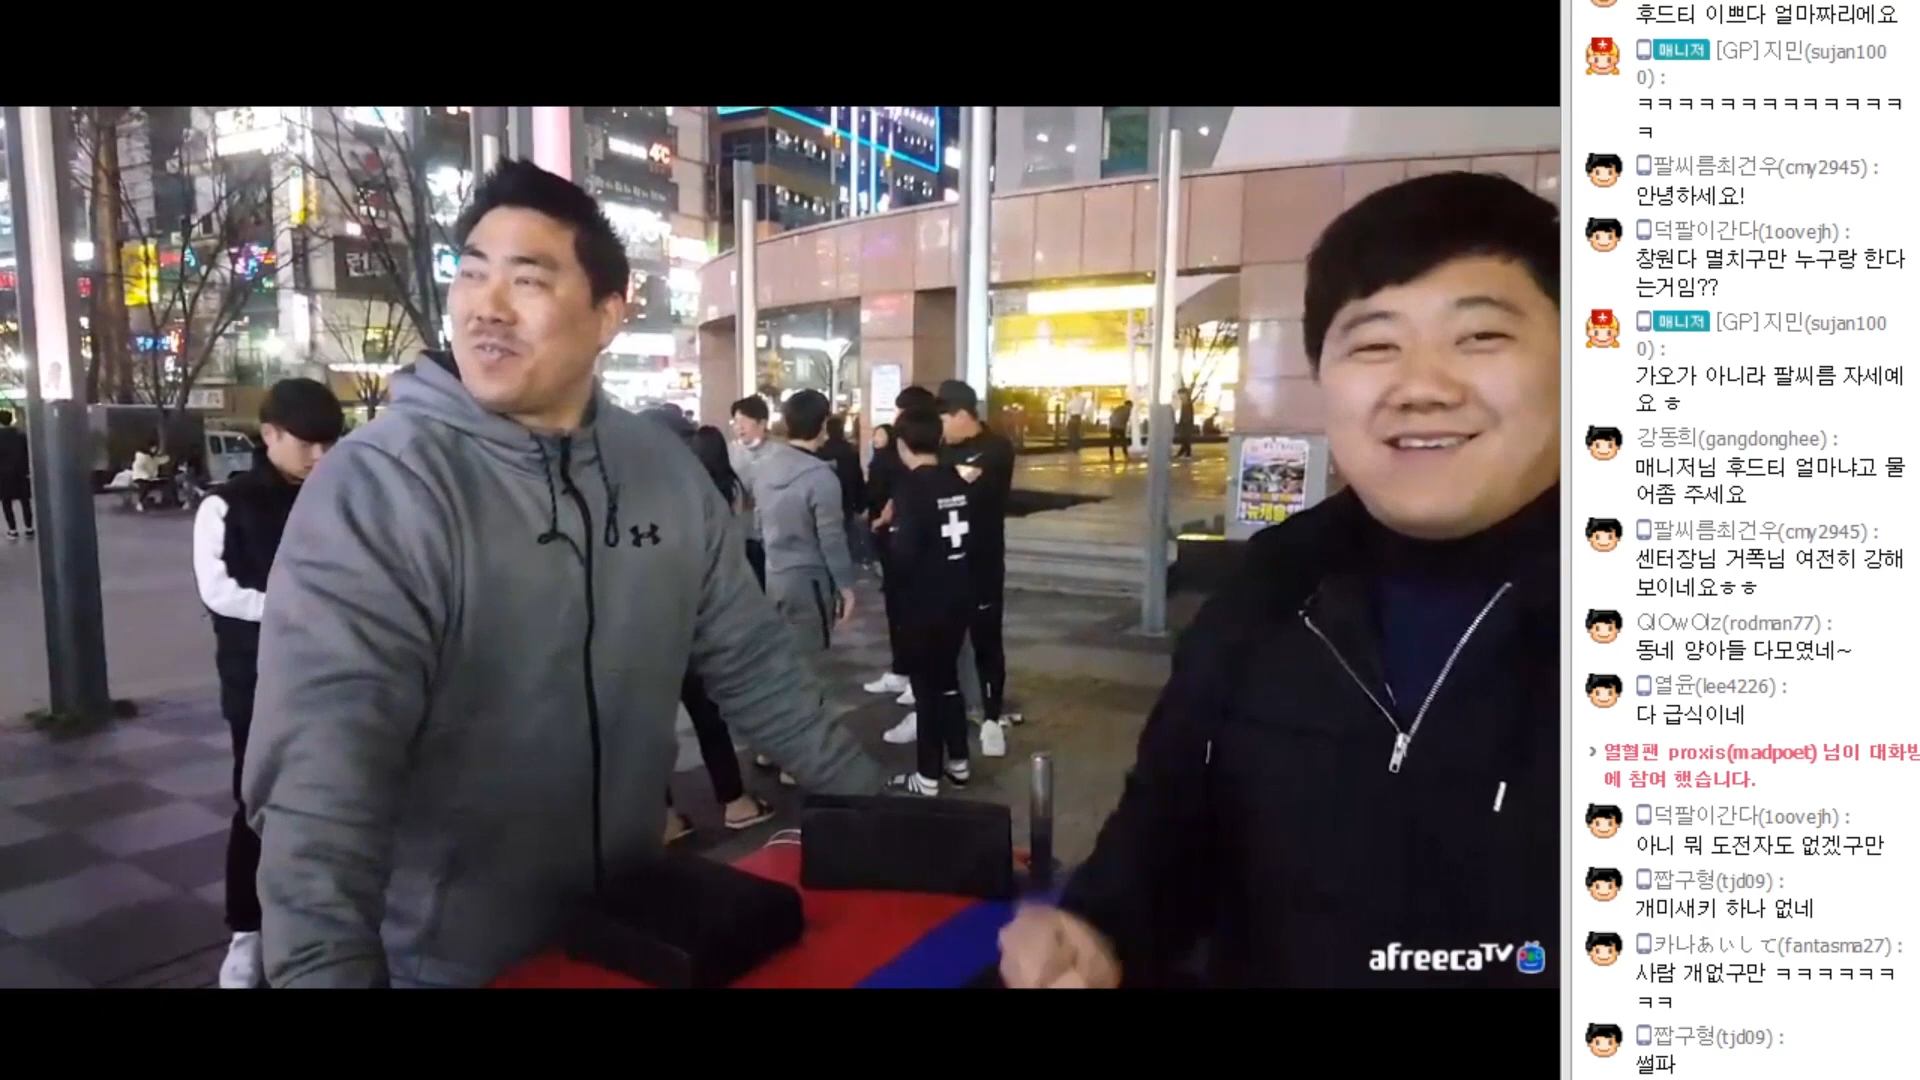 후드티 이쁘다 얼마짜리에요
매니저 [GP]지민(sujan100
0) :
ㅋㅋㅋㅋㅋㅋㅋㅋㅋㅋㅋㅋㅋ
ㅋ
팔씨름최건우(cmy2945) :
안녕하세요!
덕팔이간다(1oovejh) :
창원다 멸치구만 누구랑 한다
는거임??
매니저 [GP]지민(sujan100
0) :
가오가 아니라 팔씨름 자세예
요 ㅎ
강동희(gangdonghee) :
매니저님 후드티 얼마냐고 물
어좀 주세요
팔씨름최건우(cmy2945) :
센터장님 거폭님 여전히 강해
보이네요ㅎㅎ
(rodman77) :
동네 양아들 다모였네~
열윤(lee4226) :
다 급식이네
열혈팬 proxis(madpoet) 님이 대화방
에 참여 했습니다.
덕팔이간다(1oovejh) :
아니 뭐 도전자도 없겠구만
짭구형(tjd09) :
개미새키 하나 없네
카나あぃして(fantasma27) :
사람 개없구만 ㅋㅋㅋㅋㅋㅋ
ㅋㅋ
짭구형(tjd09) :
썰파
afreecaTV